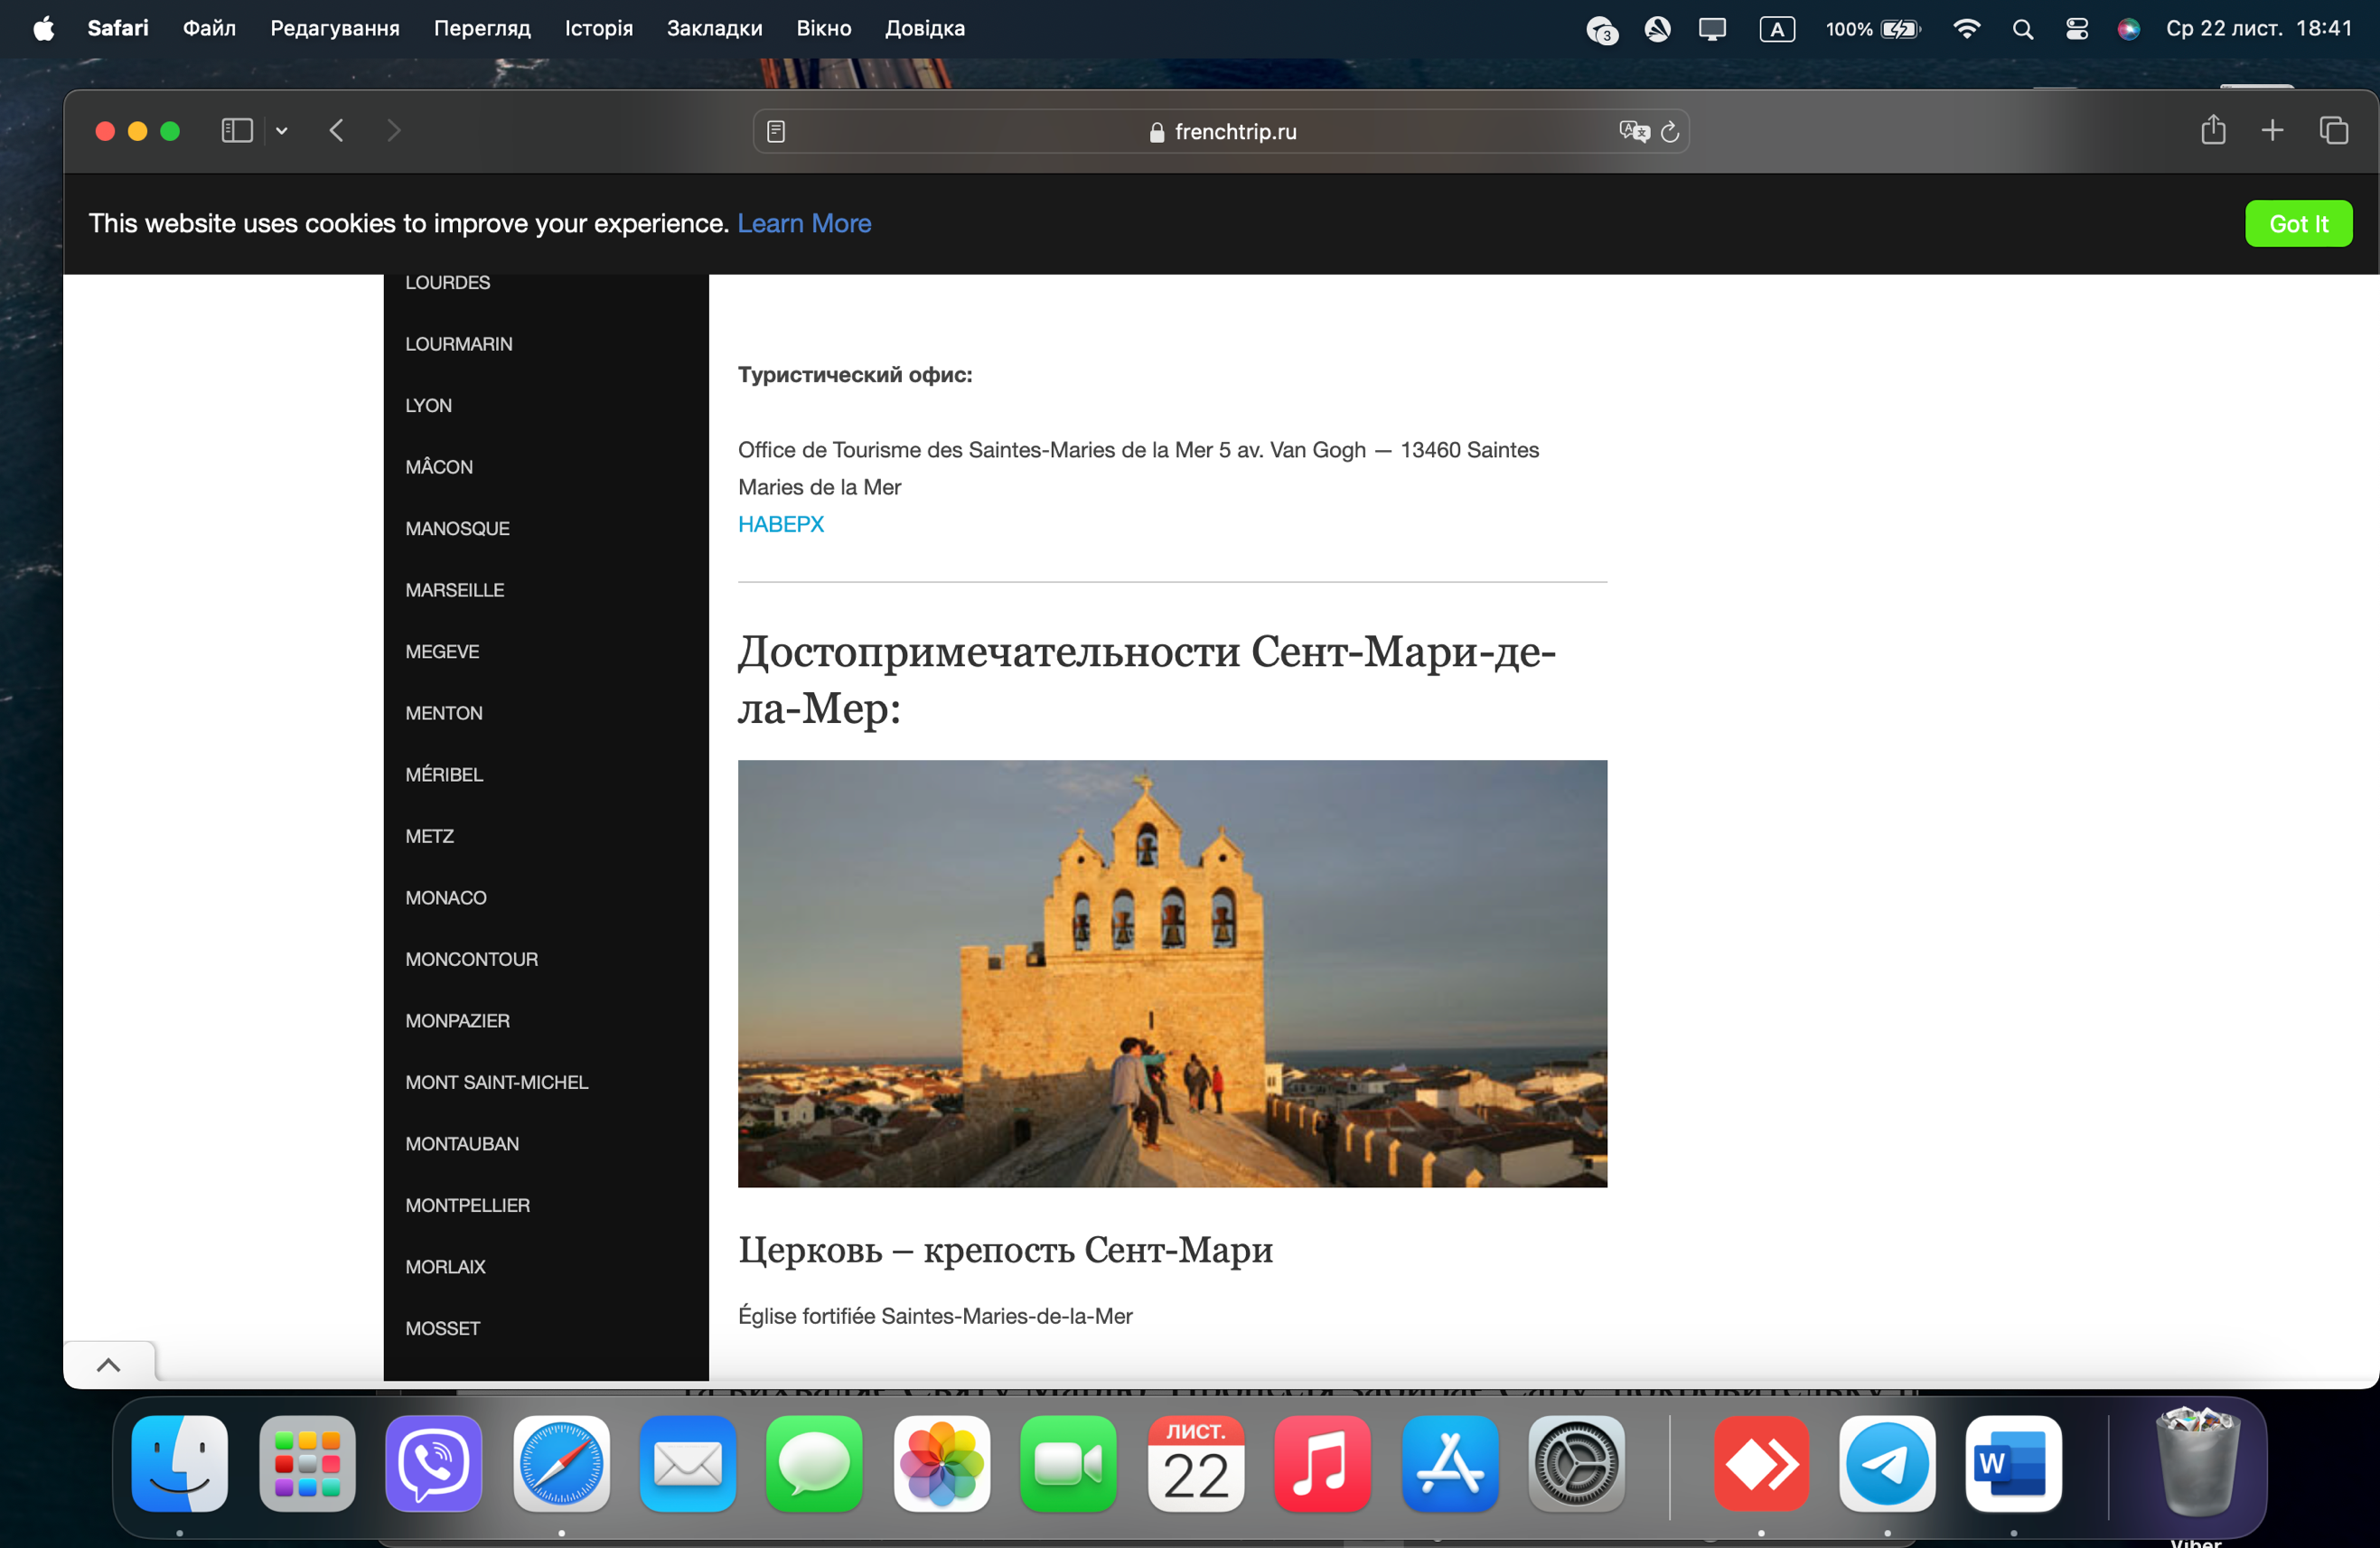 Safari Файл Редагування Перегляд Історія Закладки Вікно Довідка 3 A 100% Ср 22 лист. 18:41
frenchtrip.ru
This website uses cookies to improve your experience. Learn More Got It
LOURDES
LOURMARIN
LYON
MÂCON
MANOSQUE
MARSEILLE
MEGEVE
MENTON
MÉRIBEL
METZ
MONACO
MONCONTOUR
MONPAZIER
MONT SAINT-MICHEL
MONTAUBAN
MONTPELLIER
MORLAIX
MOSSET
Туристический офис:
Office de Tourisme des Saintes-Maries de la Mer 5 av. Van Gogh — 13460 Saintes
Maries de la Mer
НАВЕРХ
Достопримечательности Сент-Мари-де-
ла-Мер:
Церковь – крепость Сент-Мари
Église fortifiée Saintes-Maries-de-la-Mer
ЛИСТ.
22
W
Viber